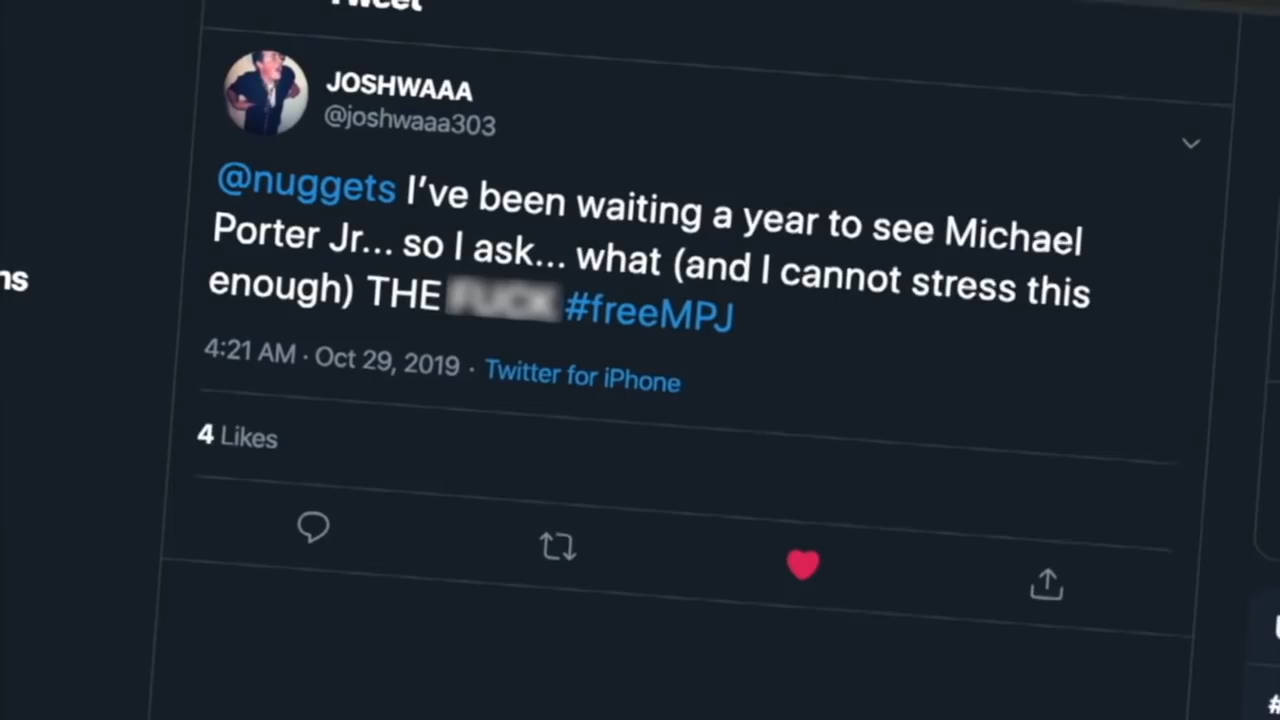 Tweet
JOSHWAAA
@joshwaaa303
@nuggets I've been waiting a year to see Michael
Porter Jr... so I ask... what (and I cannot stress this
enough) THE #freeMPJ
4:21 AM · Oct 29, 2019 · Twitter for iPhone
4 Likes
ns
#